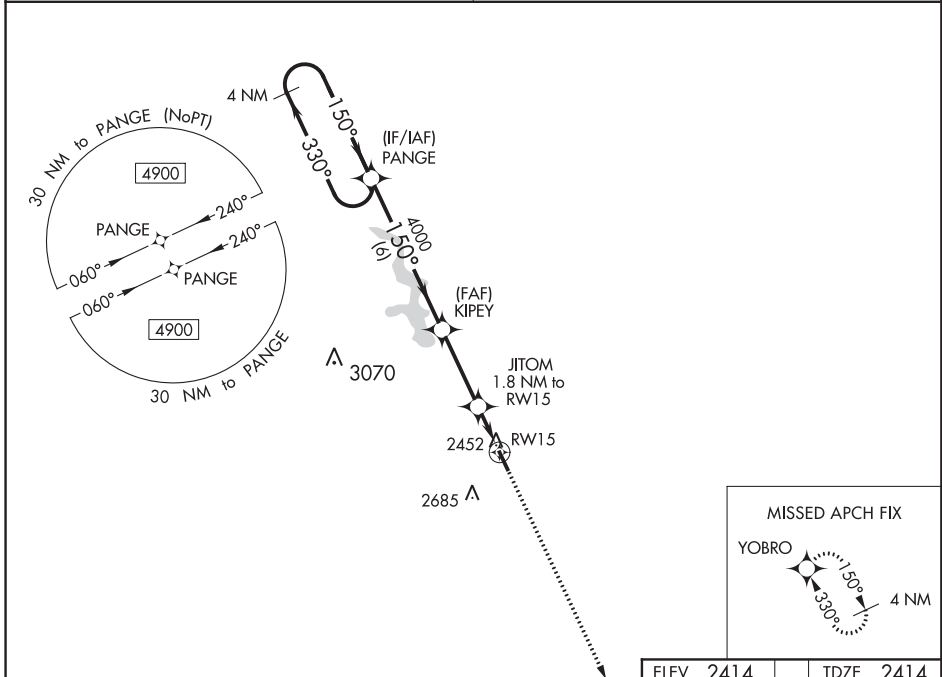 4 NM
150°
330°
(IF/IAF)
PANGE
30 NM to PANGE (NoPT)
4900
240°
PANGE
060°
240°
PANGE
060°
4900
30 NM to PANGE
4000
150°
(6)
(FAF)
KIPEY
3070
JITOM
1.8 NM to
RW15
2452
RW15
2685
MISSED APCH FIX
YOBRO
150°
330°
4 NM
ELEV 2414
TDZE 2414